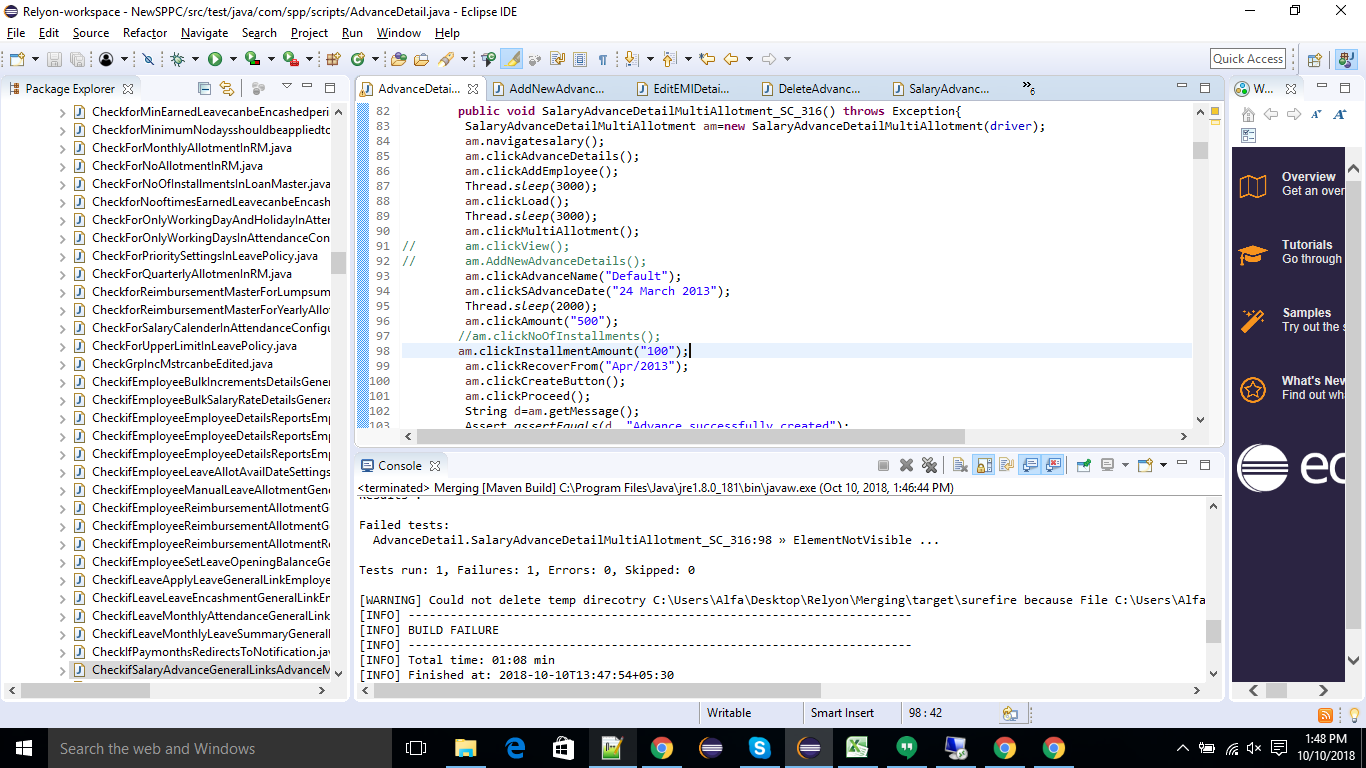 Relyon-workspace - NewSPPC/src/test/java/com/spp/scripts/AdvanceDetail.java - Eclipse IDE
File Edit Source Refactor Navigate Search Project Run Window Help
Quick Access
Package Explorer
CheckforMinEarnedLeavecanbeEncashedperi
CheckforMinimumNodaysshouldbeappliedtc
CheckForMonthlyAllotmentInRM.java
CheckForNoAllotmentInRM.java
CheckForNoOfInstallmentsInLoanMaster.java
CheckforNooftimesEarnedLeavecanbeEncash
CheckForOnlyWorkingDayAndHolidayInAtter
CheckForOnlyWorkingDaysInAttendanceCon
CheckForPrioritySettingsInLeavePolicy.java
CheckForQuarterlyAllotmenInRM.java
CheckforReimbursementMasterForLumpsum
CheckforReimbursementMasterForYearlyAllo
CheckForSalaryCalenderInAttendanceConfigu
CheckForUpperLimitInLeavePolicy.java
CheckGrpIncMstrcanbeEdited.java
CheckifEmployeeBulkIncrementsDetailsGene
CheckifEmployeeBulkSalaryRateDetailsGenera
CheckifEmployeeEmployeeDetailsReportsEmp
CheckifEmployeeEmployeeDetailsReportsEmp
CheckifEmployeeEmployeeDetailsReportsEmp
CheckifEmployeeLeaveAllotAvailDateSettings
CheckifEmployeeManualLeaveAllotmentGene
CheckifEmployeeReimbursementAllotmentG
CheckifEmployeeReimbursementAllotmentG
CheckifEmployeeReimbursementAllotmentRe
CheckifEmployeeSetLeaveOpeningBalanceGe
CheckifLeaveApplyLeaveGeneralLinkEmploye
CheckifLeaveLeaveEncashmentGeneralLinkEm
CheckifLeaveMonthlyAttendanceGeneralLink
CheckifLeaveMonthlyLeaveSummaryGeneral
CheckIfPaymonthsRedirectsToNotification.jav
CheckifSalaryAdvanceGeneralLinksAdvanceM
AdvanceDetai... AddNewAdvanc... EditEMIDetai... DeleteAdvanc... SalaryAdvanc... »6
82 public void SalaryAdvanceDetailMultiAllotment_SC_316() throws Exception{
83 SalaryAdvanceDetailMultiAllotment am=new SalaryAdvanceDetailMultiAllotment(driver);
84 am.navigatesalary();
85 am.clickAdvanceDetails();
86 am.clickAddEmployee();
87 Thread.sleep(3000);
88 am.clickLoad();
89 Thread.sleep(3000);
90 am.clickMultiAllotment();
91 // am.clickView();
92 // am.AddNewAdvanceDetails();
93 am.clickAdvanceName("Default");
94 am.clickSAdvanceDate("24 March 2013");
95 Thread.sleep(2000);
96 am.clickAmount("500");
97 //am.clickNoOfInstallments();
98 am.clickInstallmentAmount("100");
99 am.clickRecoverFrom("Apr/2013");
100 am.clickCreateButton();
101 am.clickProceed();
102 String d=am.getMessage();
103 Assert.assertEquals(d, "Advance successfully created");
Console
<terminated> Merging [Maven Build] C:\Program Files\Java\jre1.8.0_181\bin\javaw.exe (Oct 10, 2018, 1:46:44 PM)
Results :
Failed tests:
AdvanceDetail.SalaryAdvanceDetailMultiAllotment_SC_316:98 » ElementNotVisible ...
Tests run: 1, Failures: 1, Errors: 0, Skipped: 0
[WARNING] Could not delete temp direcotry C:\Users\Alfa\Desktop\Relyon\Merging\target\surefire because File C:\Users\Alfa
[INFO] ------------------------------------------------------------------------
[INFO] BUILD FAILURE
[INFO] ------------------------------------------------------------------------
[INFO] Total time: 01:08 min
[INFO] Finished at: 2018-10-10T13:47:54+05:30
W...
Overview
Get an over
Tutorials
Go through
Samples
Try out the s
What's New
Find out wh
ec
Writable Smart Insert 98 : 42
Search the web and Windows
1:48 PM
10/10/2018